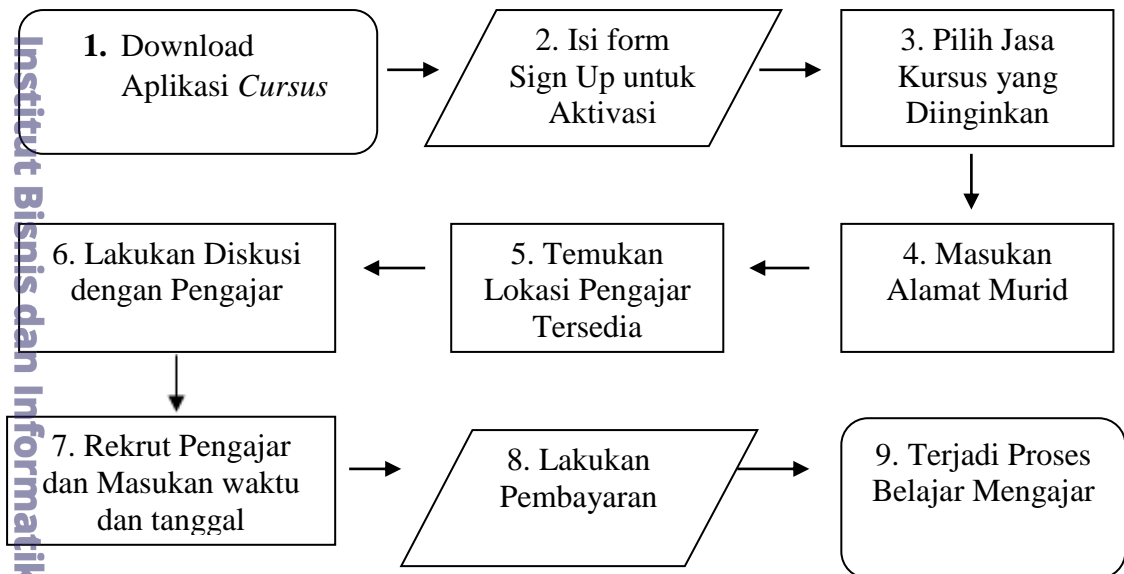 1. Download
Aplikasi Cursus
2. Isi form
Sign Up untuk
Aktivasi
3. Pilih Jasa
Kursus yang
Diinginkan
4. Masukan
Alamat Murid
5. Temukan
Lokasi Pengajar
Tersedia
6. Lakukan Diskusi
dengan Pengajar
7. Rekrut Pengajar
dan Masukan waktu
dan tanggal
8. Lakukan
Pembayaran
9. Terjadi Proses
Belajar Mengajar
Institut Bisnis dan Informatik